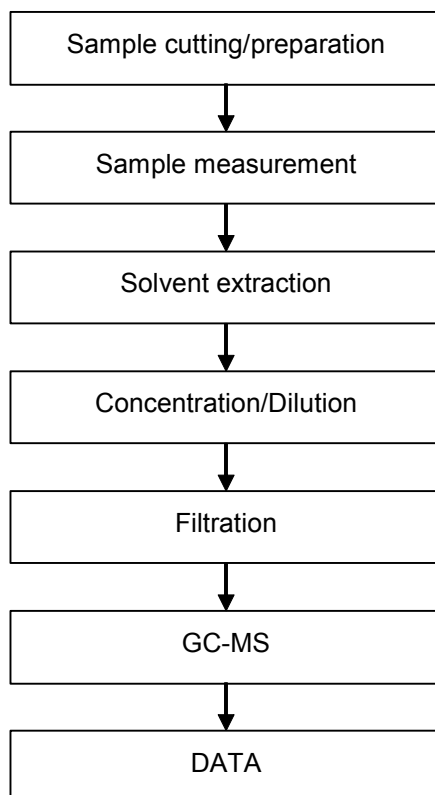 Sample cutting/preparation
Sample measurement
Solvent extraction
Concentration/Dilution
Filtration
GC-MS
DATA